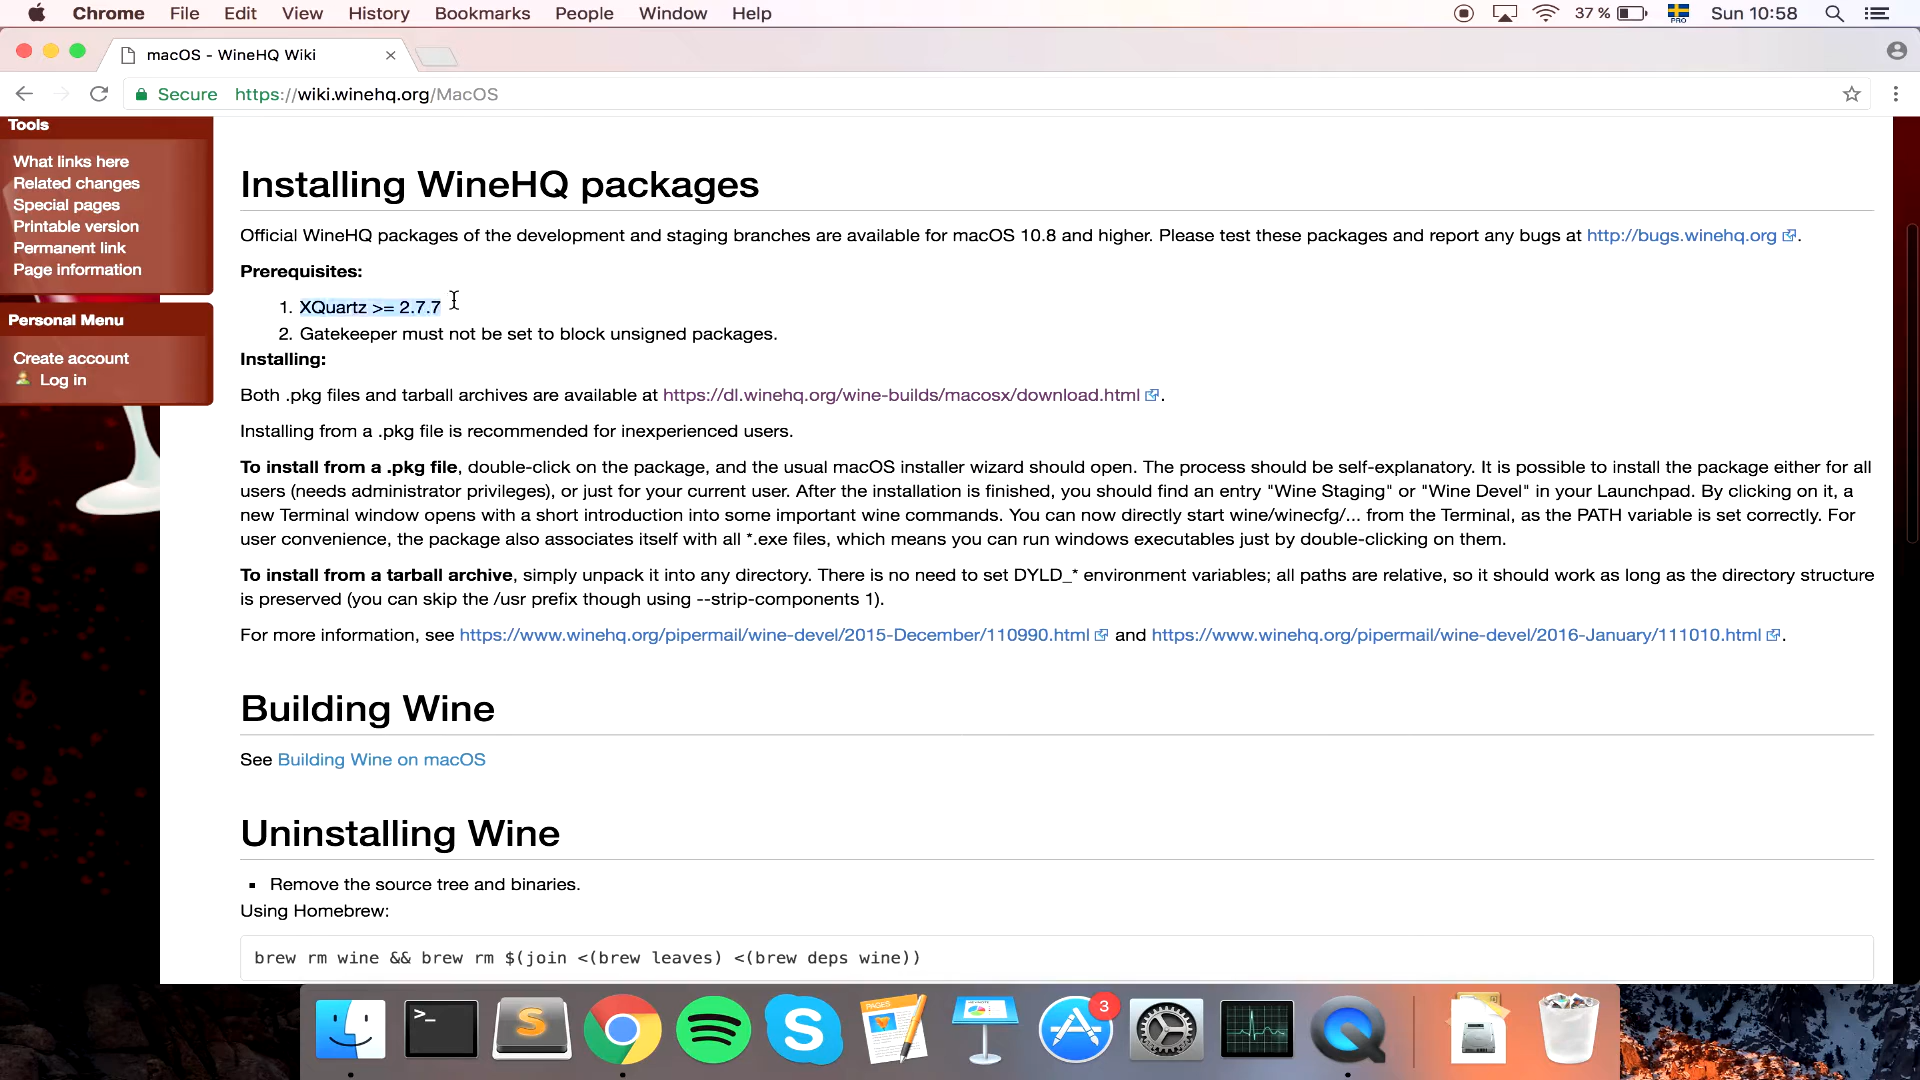 Chrome File Edit View History Bookmarks People Window Help 37 % PRO Sun 10:58
macOS - WineHQ Wiki
Secure https://wiki.winehq.org/MacOS
Tools
What links here
Related changes
Special pages
Printable version
Permanent link
Page information
Personal Menu
Create account
Log in
Installing WineHQ packages
Official WineHQ packages of the development and staging branches are available for macOS 10.8 and higher. Please test these packages and report any bugs at http://bugs.winehq.org .
Prerequisites:
1. XQuartz >= 2.7.7
2. Gatekeeper must not be set to block unsigned packages.
Installing:
Both .pkg files and tarball archives are available at https://dl.winehq.org/wine-builds/macosx/download.html .
Installing from a .pkg file is recommended for inexperienced users.
To install from a .pkg file, double-click on the package, and the usual macOS installer wizard should open. The process should be self-explanatory. It is possible to install the package either for all
users (needs administrator privileges), or just for your current user. After the installation is finished, you should find an entry "Wine Staging" or "Wine Devel" in your Launchpad. By clicking on it, a
new Terminal window opens with a short introduction into some important wine commands. You can now directly start wine/winecfg/... from the Terminal, as the PATH variable is set correctly. For
user convenience, the package also associates itself with all *.exe files, which means you can run windows executables just by double-clicking on them.
To install from a tarball archive, simply unpack it into any directory. There is no need to set DYLD_* environment variables; all paths are relative, so it should work as long as the directory structure
is preserved (you can skip the /usr prefix though using --strip-components 1).
For more information, see https://www.winehq.org/pipermail/wine-devel/2015-December/110990.html and https://www.winehq.org/pipermail/wine-devel/2016-January/111010.html .
Building Wine
See Building Wine on macOS
Uninstalling Wine
Remove the source tree and binaries.
Using Homebrew:
brew rm wine && brew rm $(join <(brew leaves) <(brew deps wine))
>_
S
S
PAGES
3